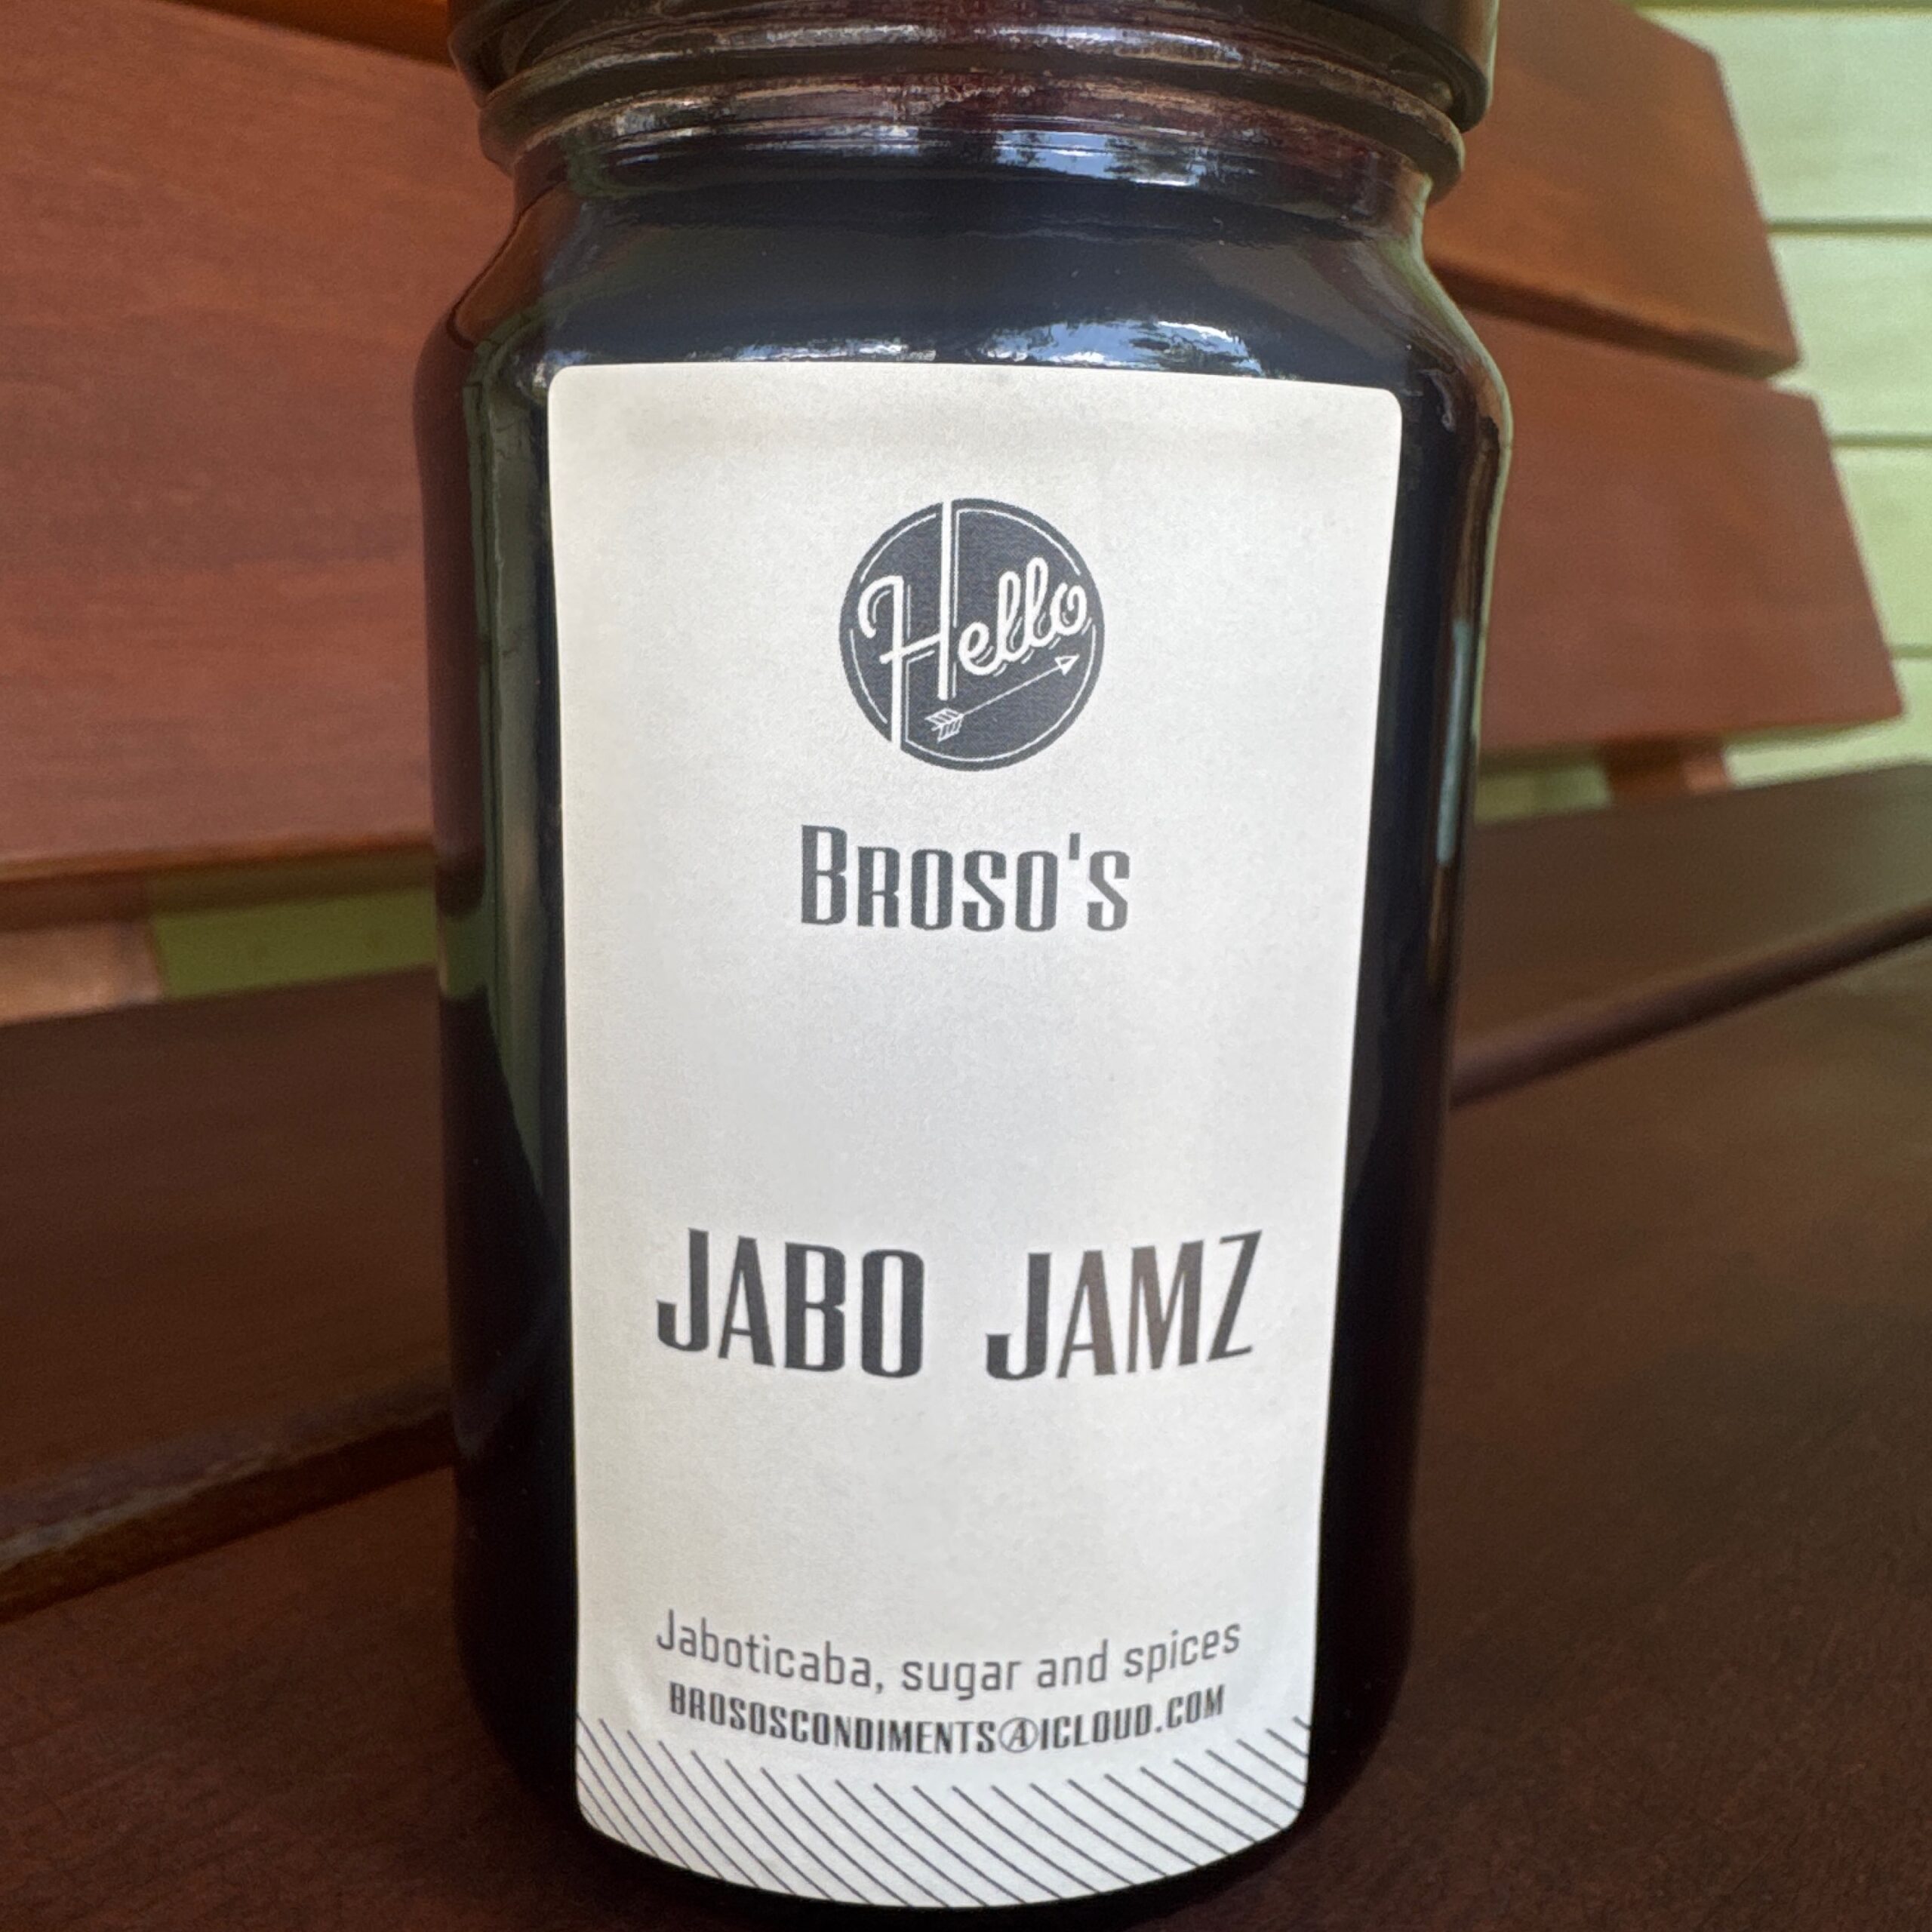 Hello
BROSO'S
JABO JAMZ
Jaboticaba, sugar and spices
BROSOSCONDIMENTS@ICLOUD.COM